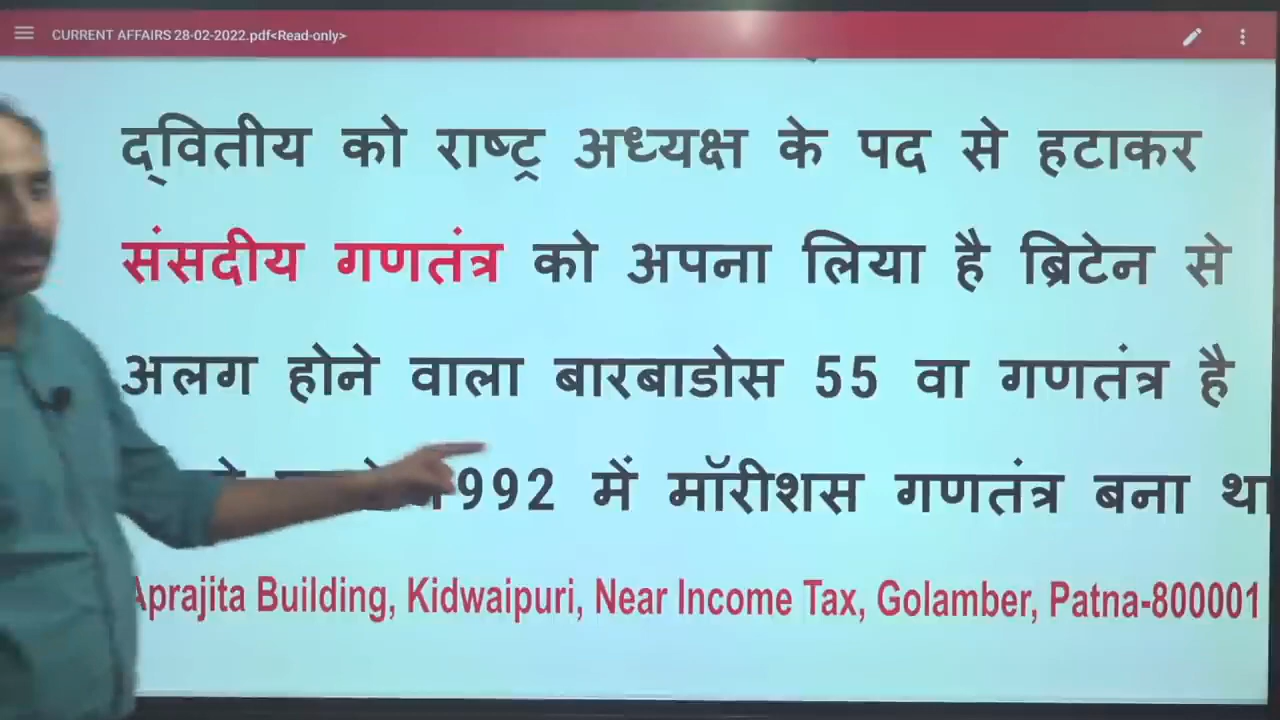 CURRENT AFFAIRS 28-02-2022.pdf<Read-only>
द्वितीय को राष्ट्र अध्यक्ष के पद से हटाकर
संसदीय गणतंत्र को अपना लिया है ब्रिटेन से
अलग होने वाला बारबाडोस 55 वा गणतंत्र है
1992 में मॉरीशस गणतंत्र बना था
Aprajita Building, Kidwaipuri, Near Income Tax, Golamber, Patna-800001